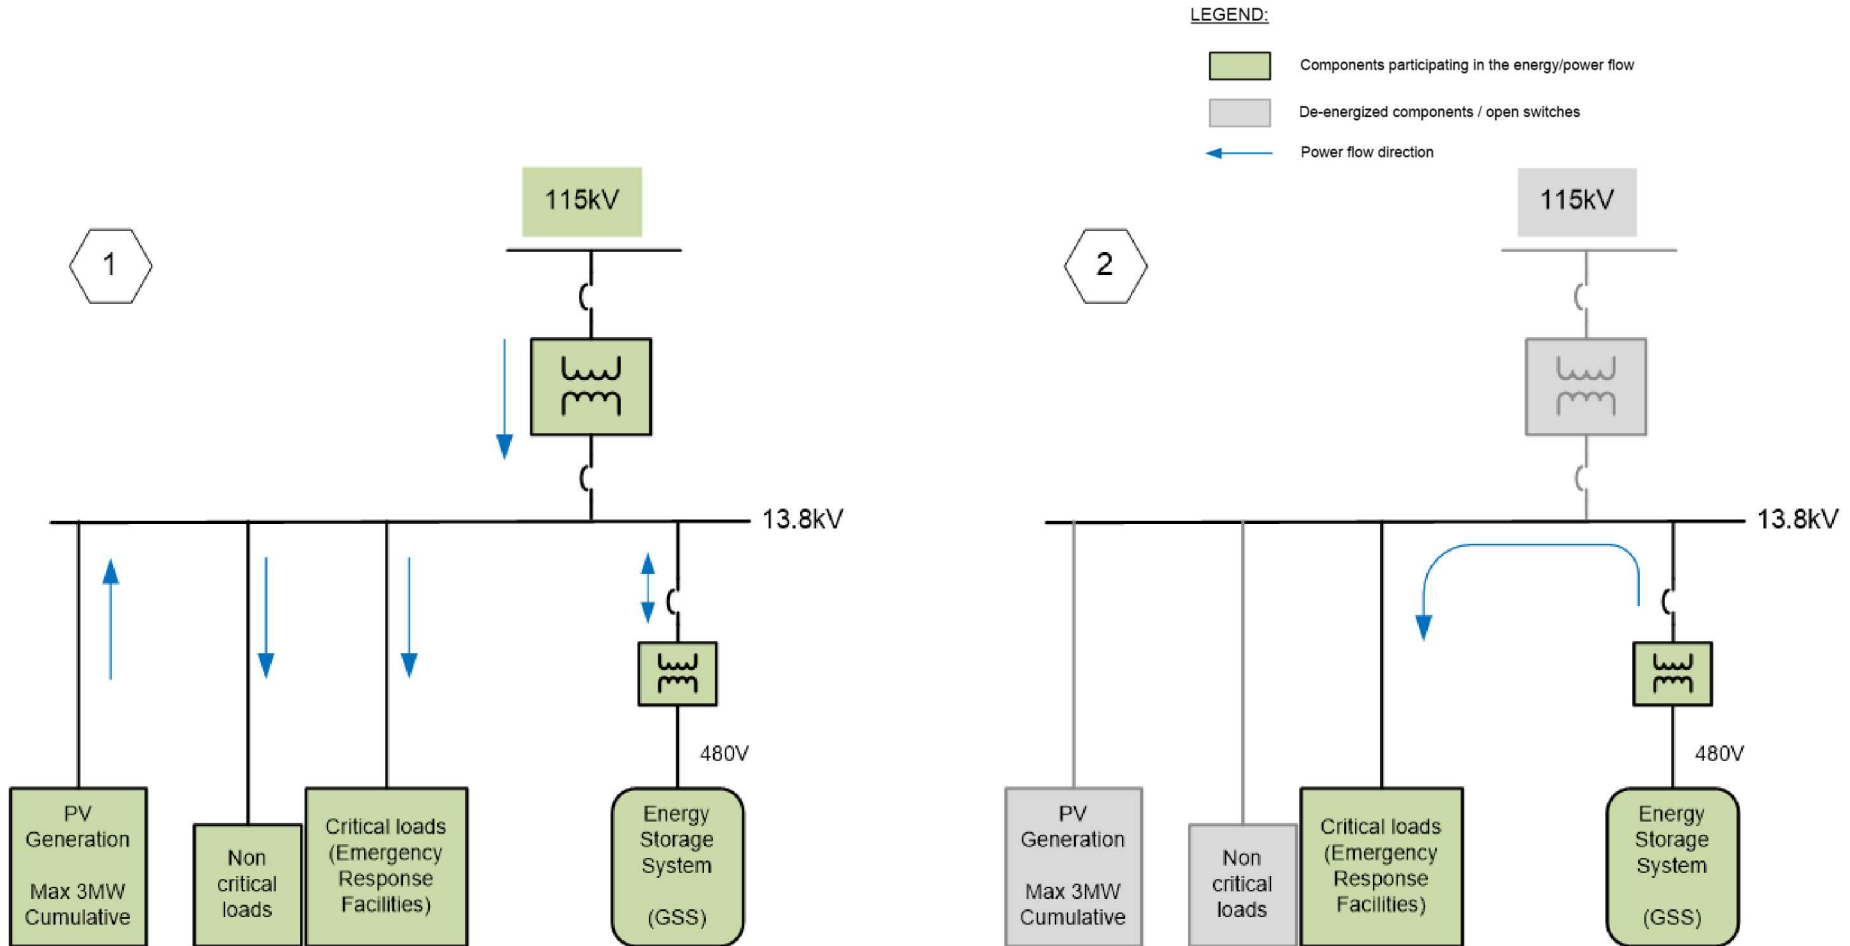 LEGEND:
Components participating in the energy/power flow
De-energized components / open switches
Power flow direction
1
115kV
13.8kV
480V
PV
Generation
Max 3MW
Cumulative
Non
critical
loads
Critical loads
(Emergency
Response
Facilities)
Energy
Storage
System
(GSS)
2
115kV
13.8kV
480V
PV
Generation
Max 3MW
Cumulative
Non
critical
loads
Critical loads
(Emergency
Response
Facilities)
Energy
Storage
System
(GSS)